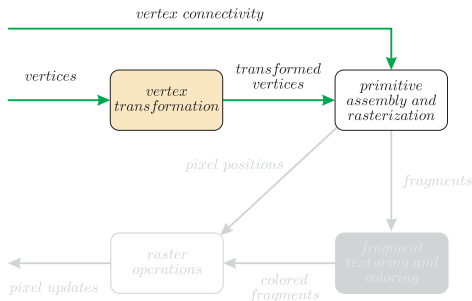 vertex connectivity
vertices
vertex
transformation
transformed
vertices
primitive
assembly and
rasterization
pixel positions
fragments
raster
operations
fragment
texturing and
coloring
pixel updates
colored
fragments